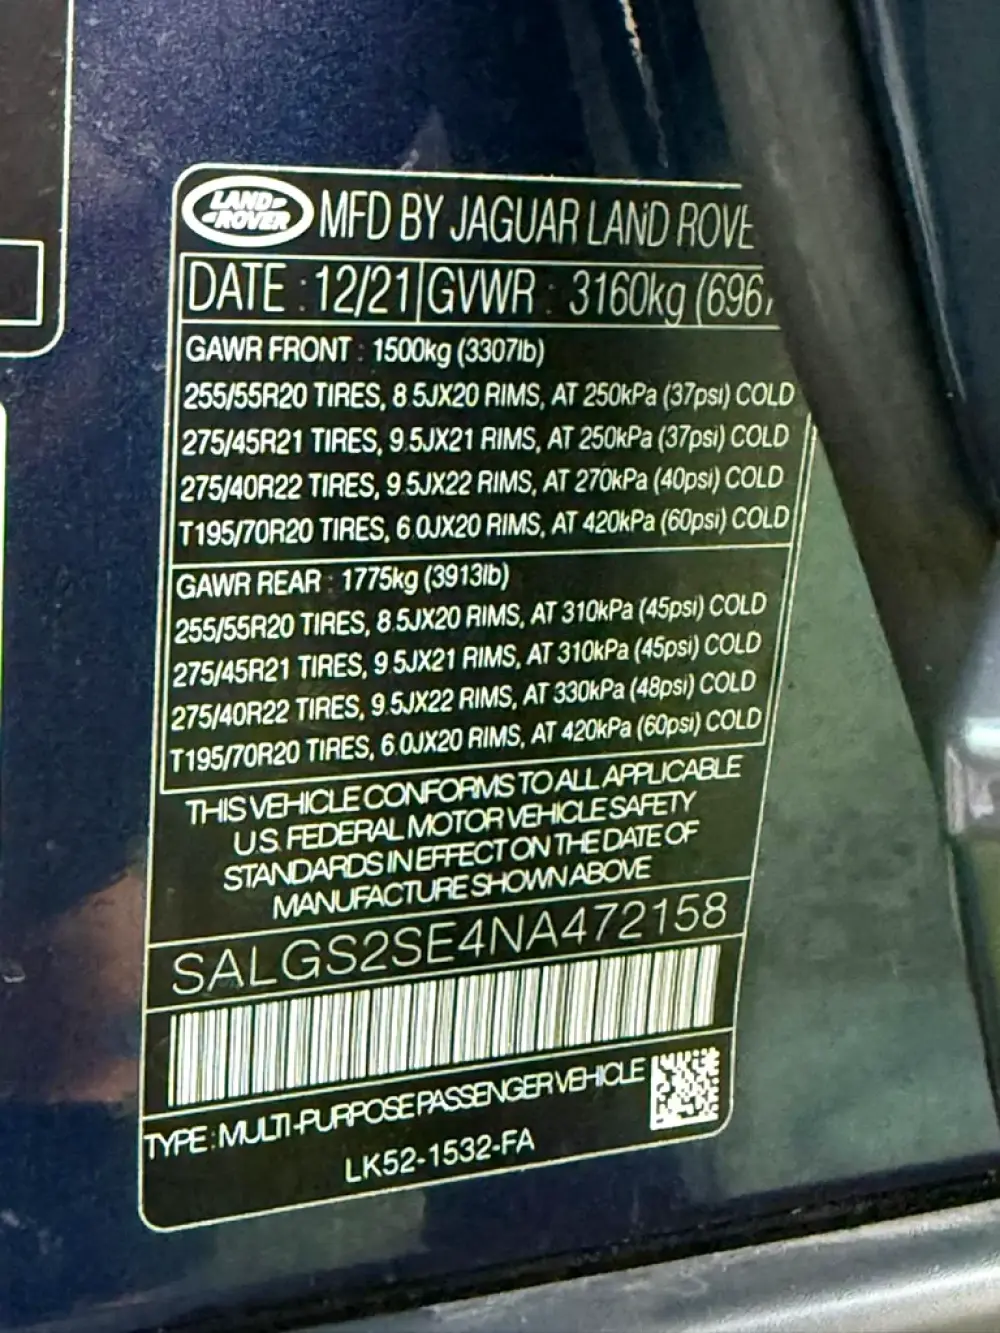 LAND ROVER MFD BY JAGUAR LAND ROVE
DATE : 12/21 GVWR : 3160kg (696
GAWR FRONT : 1500kg (3307lb)
255/55R20 TIRES, 8.5JX20 RIMS, AT 250kPa (37psi) COLD
275/45R21 TIRES, 9.5JX21 RIMS, AT 250kPa (37psi) COLD
275/40R22 TIRES, 9.5JX22 RIMS, AT 270kPa (40psi) COLD
T195/70R20 TIRES, 6.0JX20 RIMS, AT 420kPa (60psi) COLD
GAWR REAR : 1775kg (3913lb)
255/55R20 TIRES, 8.5JX20 RIMS, AT 310kPa (45psi) COLD
275/45R21 TIRES, 9.5JX21 RIMS, AT 310kPa (45psi) COLD
275/40R22 TIRES, 9.5JX22 RIMS, AT 330kPa (48psi) COLD
T195/70R20 TIRES, 6.0JX20 RIMS, AT 420kPa (60psi) COLD
THIS VEHICLE CONFORMS TO ALL APPLICABLE
U.S. FEDERAL MOTOR VEHICLE SAFETY
STANDARDS IN EFFECT ON THE DATE OF
MANUFACTURE SHOWN ABOVE
SALGS2SE4NA472158
TYPE : MULTI-PURPOSE PASSENGER VEHICLE
LK52-1532-FA